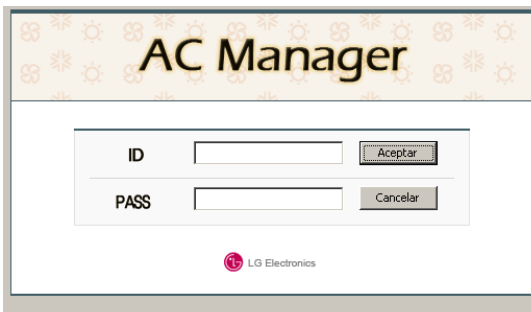 AC Manager
ID
Aceptar
PASS
Cancelar
LG Electronics